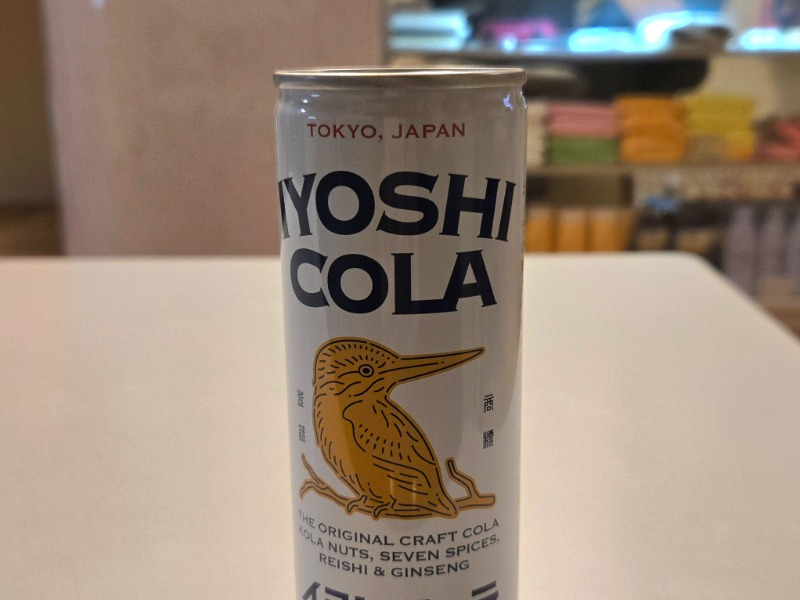 TOKYO, JAPAN
IYOSHI
COLA
THE ORIGINAL CRAFT COLA
KOLA NUTS, SEVEN SPICES,
REISHI & GINSENG